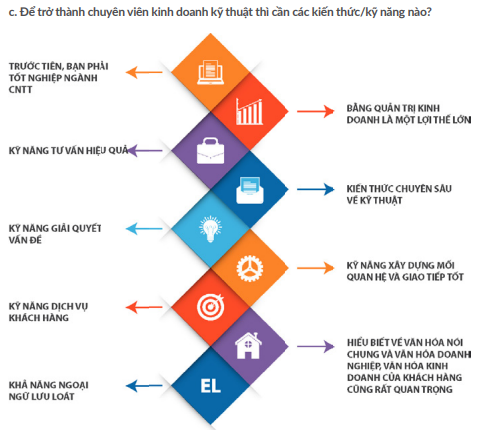 c. Để trở thành chuyên viên kinh doanh kỹ thuật thì cần các kiến thức/kỹ năng nào?
TRƯỚC TIÊN, BẠN PHẢI
TỐT NGHIỆP NGÀNH
CNTT
BẰNG QUẢN TRỊ KINH
DOANH LÀ MỘT LỢI THẾ LỚN
KỸ NĂNG TƯ VẤN HIỆU QUẢ
KIẾN THỨC CHUYÊN SÂU
VỀ KỸ THUẬT
KỸ NĂNG GIẢI QUYẾT
VẤN ĐỀ
KỸ NĂNG XÂY DỰNG MỐI
QUAN HỆ VÀ GIAO TIẾP TỐT
KỸ NĂNG DỊCH VỤ
KHÁCH HÀNG
HIỂU BIẾT VỀ VĂN HÓA NÓI
CHUNG VÀ VĂN HÓA DOANH
NGHIỆP, VĂN HÓA KINH
DOANH CỦA KHÁCH HÀNG
CŨNG RẤT QUAN TRỌNG
KHẢ NĂNG NGOẠI
NGỮ LƯU LOÁT
EL